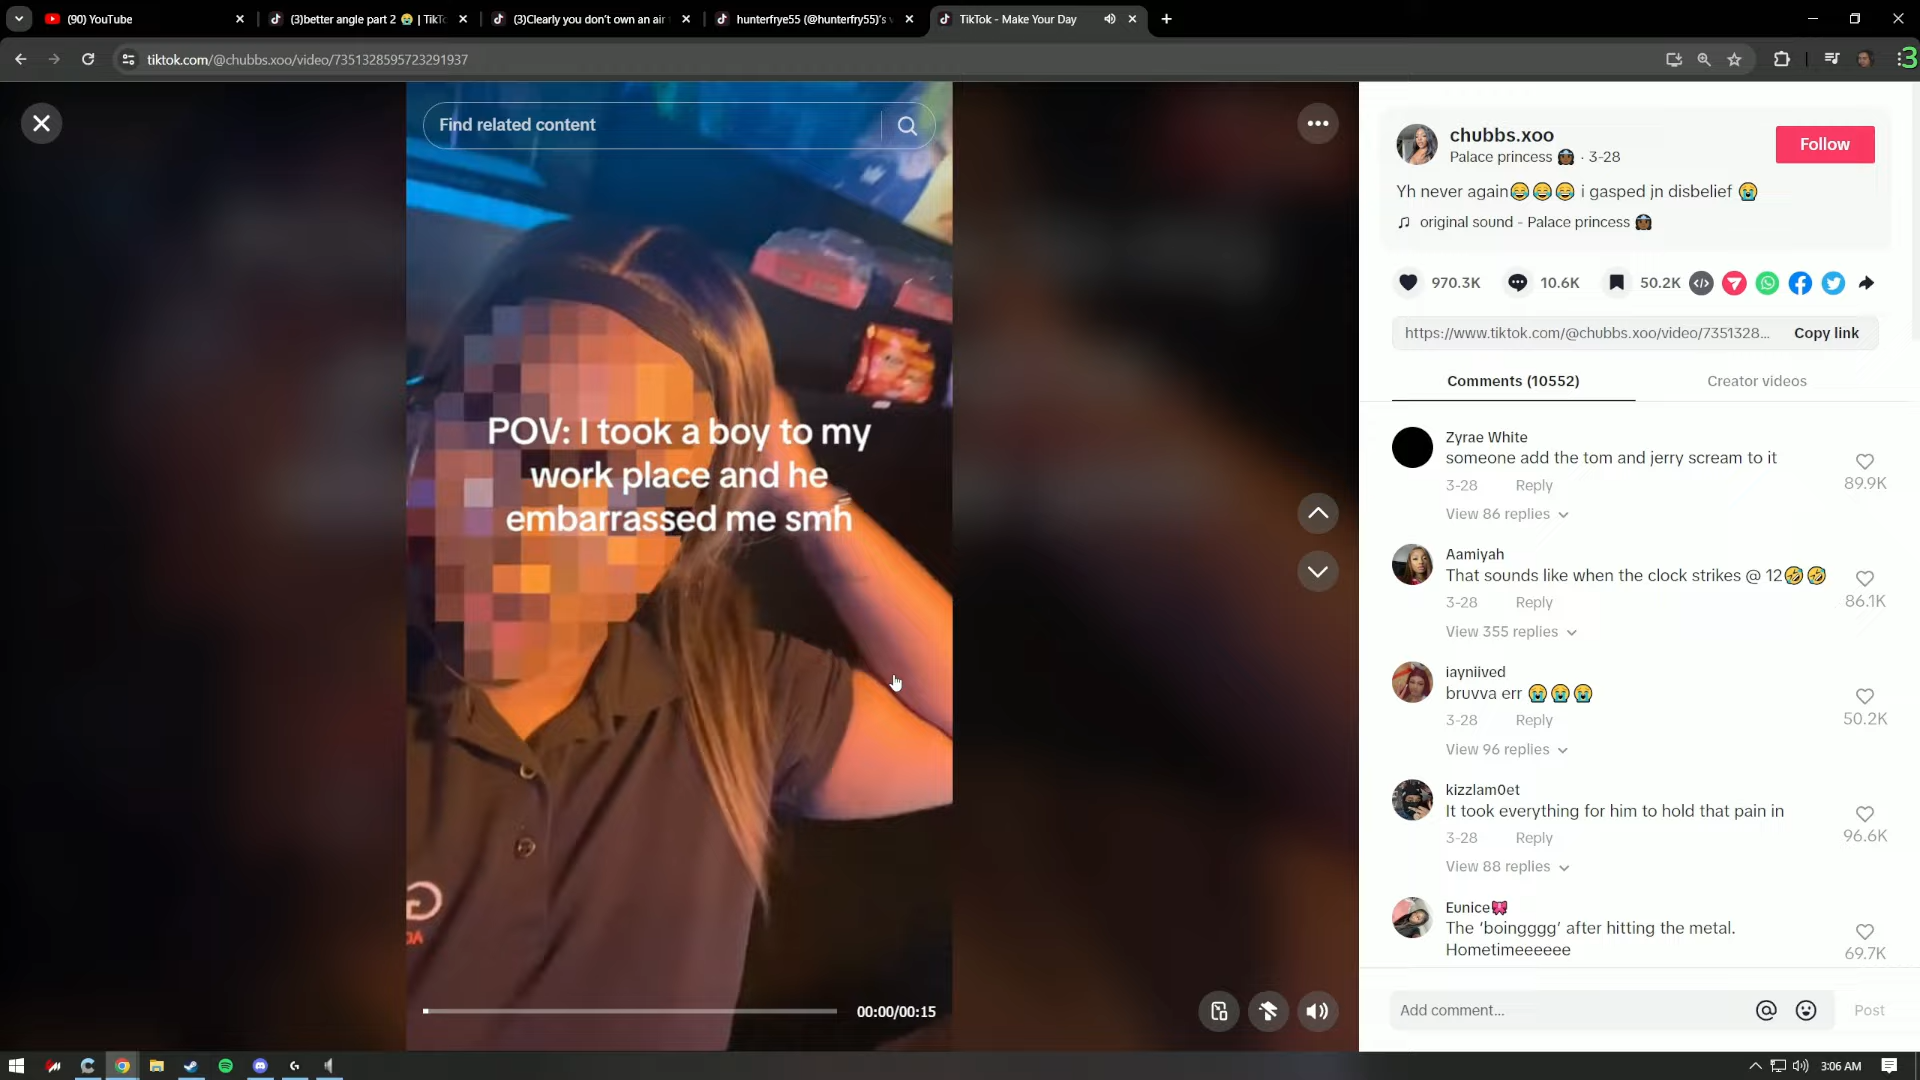 (90) YouTube
(3)better angle part 2 😭 | TikTo
(3)Clearly you don't own an air
hunterfrye55 (@hunterfry55)'s v
TikTok - Make Your Day
tiktok.com/@chubbs.xoo/video/7351328595723291937
3
Find related content
POV: I took a boy to my
work place and he
embarrassed me smh
00:00/00:15
chubbs.xoo
Palace princess 👸🏿 · 3-28
Follow
Yh never again😂😂😂 i gasped jn disbelief 😭
original sound - Palace princess 👸🏿
970.3K
10.6K
50.2K
https://www.tiktok.com/@chubbs.xoo/video/7351328...
Copy link
Comments (10552)
Creator videos
Zyrae White
someone add the tom and jerry scream to it
3-28 Reply
89.9K
View 86 replies
Aamiyah
That sounds like when the clock strikes @ 12🤣🤣
3-28 Reply
86.1K
View 355 replies
iayniived
bruvva err 😭😭😭
3-28 Reply
50.2K
View 96 replies
kizzlam0et
It took everything for him to hold that pain in
3-28 Reply
96.6K
View 88 replies
Eunice🎀
The 'boingggg' after hitting the metal.
Hometimeeeeee
69.7K
Add comment...
Post
3:06 AM